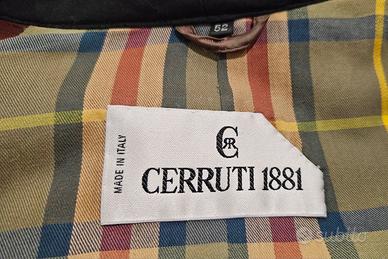 52
CR
CERRUTI 1881
MADE IN ITALY
subito